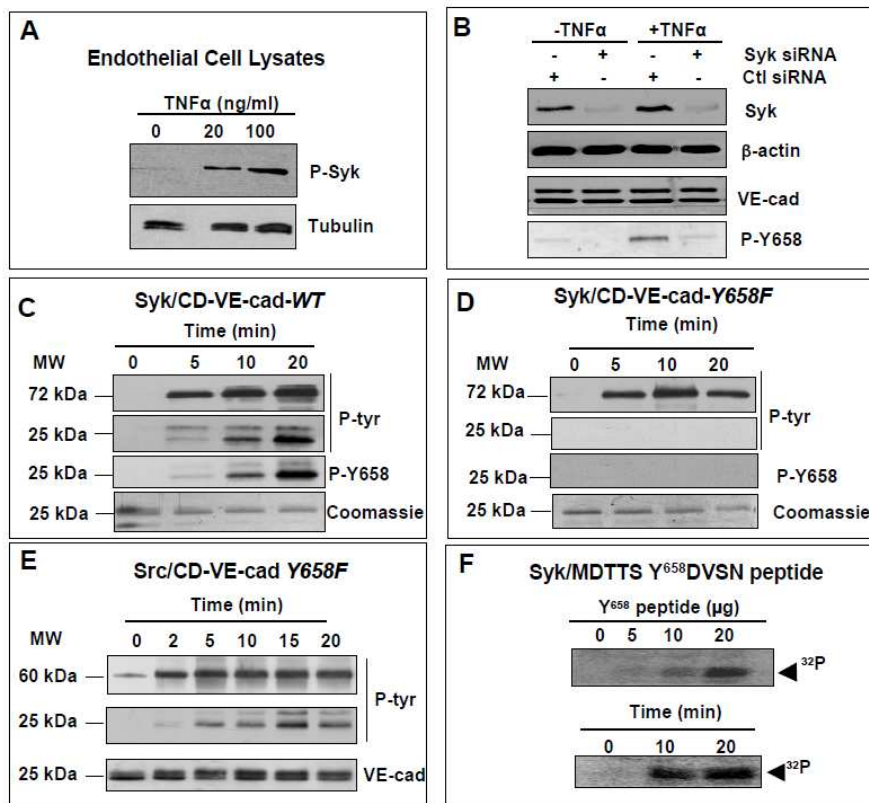 A
Endothelial Cell Lysates
TNFα (ng/ml)
0 20 100
P-Syk
Tubulin
B
-TNFα +TNFα
- + - + Syk siRNA
+ - + - Ctl siRNA
Syk
β-actin
VE-cad
P-Y658
C
Syk/CD-VE-cad-WT
Time (min)
MW 0 5 10 20
72 kDa
P-tyr
25 kDa
25 kDa P-Y658
25 kDa Coomassie
D
Syk/CD-VE-cad-Y658F
Time (min)
MW 0 5 10 20
72 kDa
P-tyr
25 kDa
25 kDa P-Y658
25 kDa Coomassie
E
Src/CD-VE-cad Y658F
Time (min)
MW 0 2 5 10 15 20
60 kDa
P-tyr
25 kDa
25 kDa VE-cad
F
Syk/MDTTS Y⁶⁵⁸DVSN peptide
Y⁶⁵⁸ peptide (µg)
0 5 10 20
³²P
Time (min)
0 10 20
³²P